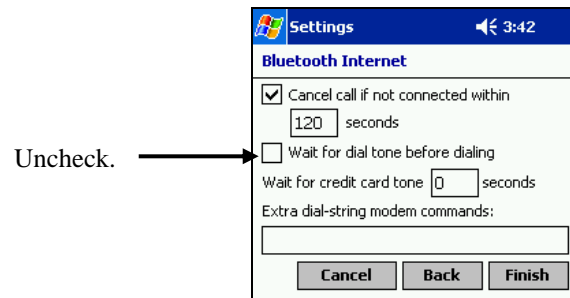 Settings 3:42
Bluetooth Internet
Cancel call if not connected within
120 seconds
Uncheck.
Wait for dial tone before dialing
Wait for credit card tone 0 seconds
Extra dial-string modem commands:
Cancel Back Finish